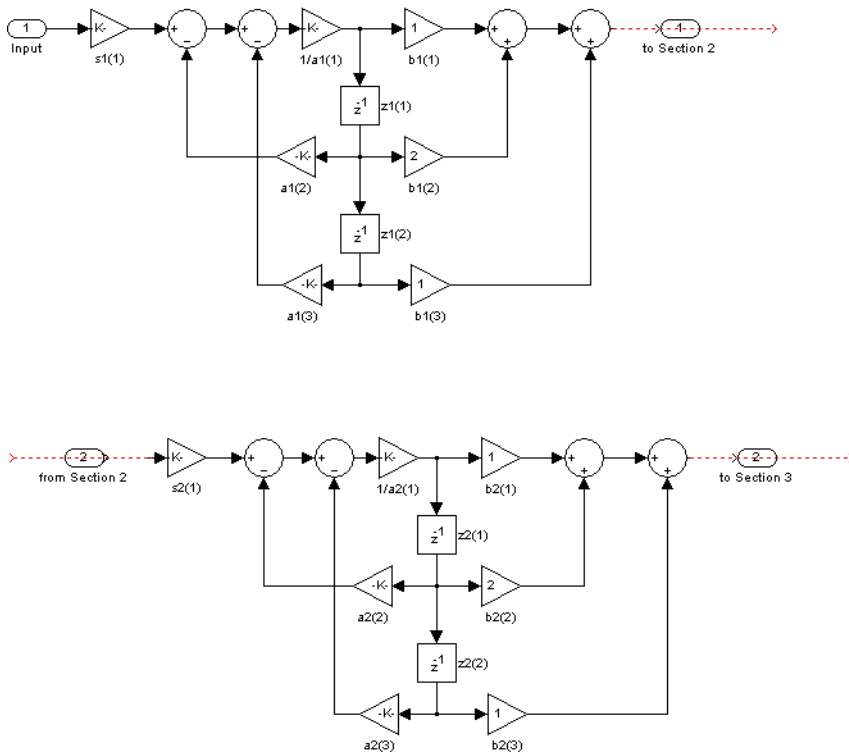 1
K-
K-
1
1
Input
s1(1)
1/a1(1)
b1(1)
to Section 2
-1
z
z1(1)
-K-
2
a1(2)
b1(2)
-1
z
z1(2)
-K-
1
a1(3)
b1(3)
2
K-
K-
1
2
from Section 2
s2(1)
1/a2(1)
b2(1)
to Section 3
-1
z
z2(1)
-K-
2
a2(2)
b2(2)
-1
z
z2(2)
-K-
1
a2(3)
b2(3)